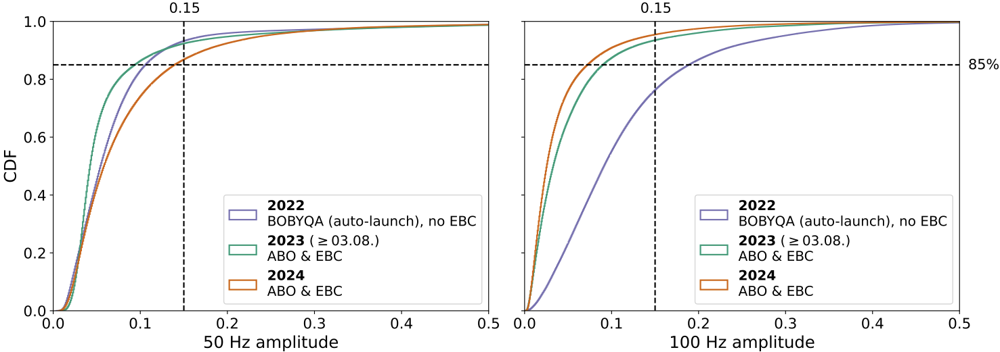 0.15
0.15
1.0
0.8
0.6
0.4
0.2
0.0
CDF
85%
2022
BOBYQA (auto-launch), no EBC
2023 (≥03.08.)
ABO & EBC
2024
ABO & EBC
2022
BOBYQA (auto-launch), no EBC
2023 (≥03.08.)
ABO & EBC
2024
ABO & EBC
0.0 0.1 0.2 0.3 0.4 0.5
0.0 0.1 0.2 0.3 0.4 0.5
50 Hz amplitude
100 Hz amplitude